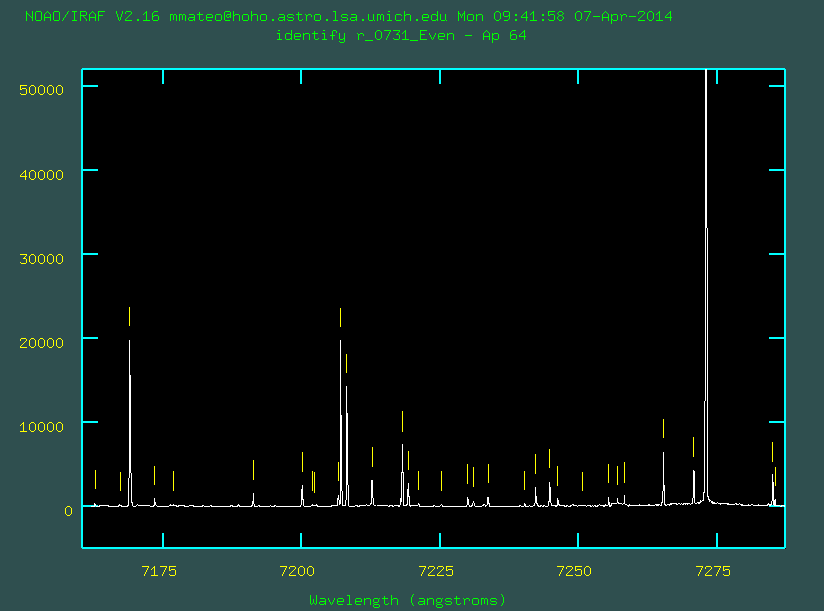 NOAO/IRAF V2.16 mmateo@hoho.astro.lsa.umich.edu Mon 09:41:58 07-Apr-2014
identify r_0731_Even - Ap 64
50000
40000
30000
20000
10000
0
7175 7200 7225 7250 7275
Wavelength (angstroms)